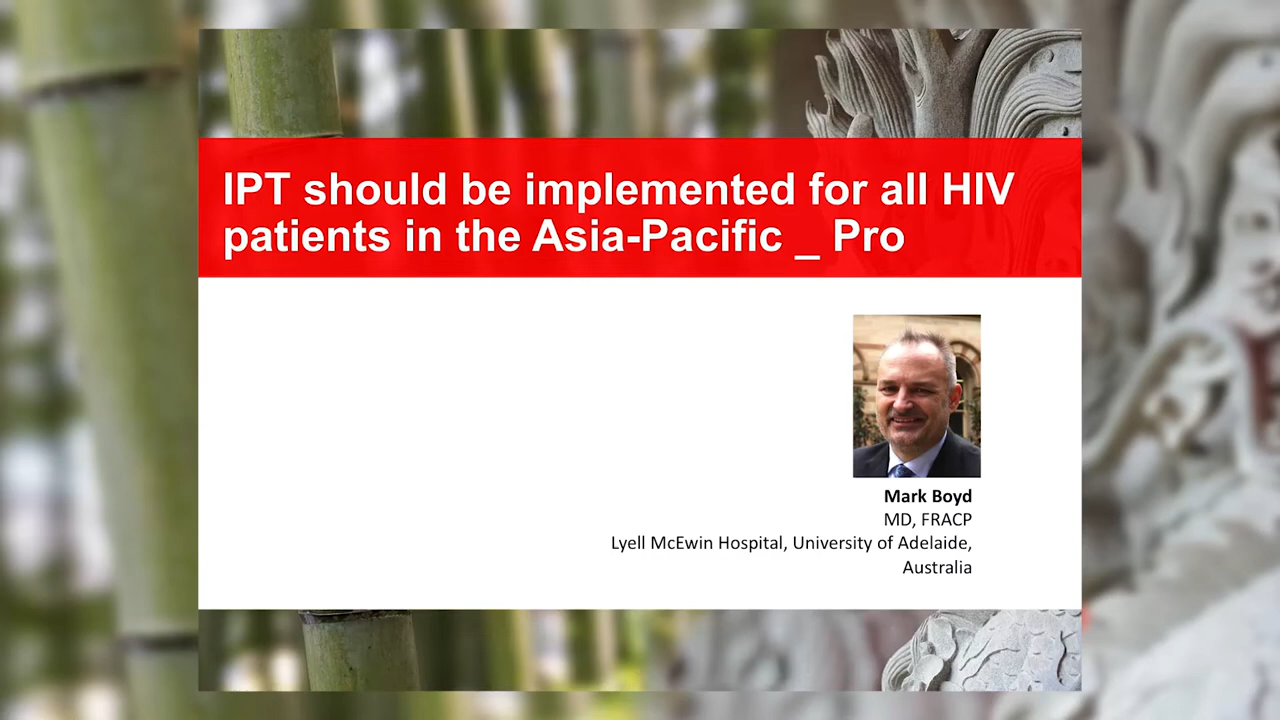 IPT should be implemented for all HIV
patients in the Asia-Pacific _ Pro
Mark Boyd
MD, FRACP
Lyell McEwin Hospital, University of Adelaide,
Australia